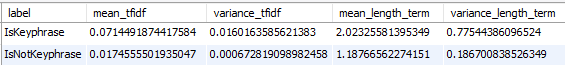 label mean_tfidf variance_tfidf mean_length_term variance_length_term
IsKeyphrase 0.0714491874417584 0.0160163585621383 2.02325581395349 0.77544386096524
IsNotKeyphrase 0.0174555501935047 0.000672819098982458 1.18766562274151 0.186700838526349